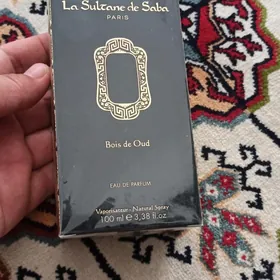 La Sultane de Saba
PARIS
Bois de Oud
EAU DE PARFUM
Vaporisateur - Natural Spray
100 ml ℮ 3,38 fl.oz